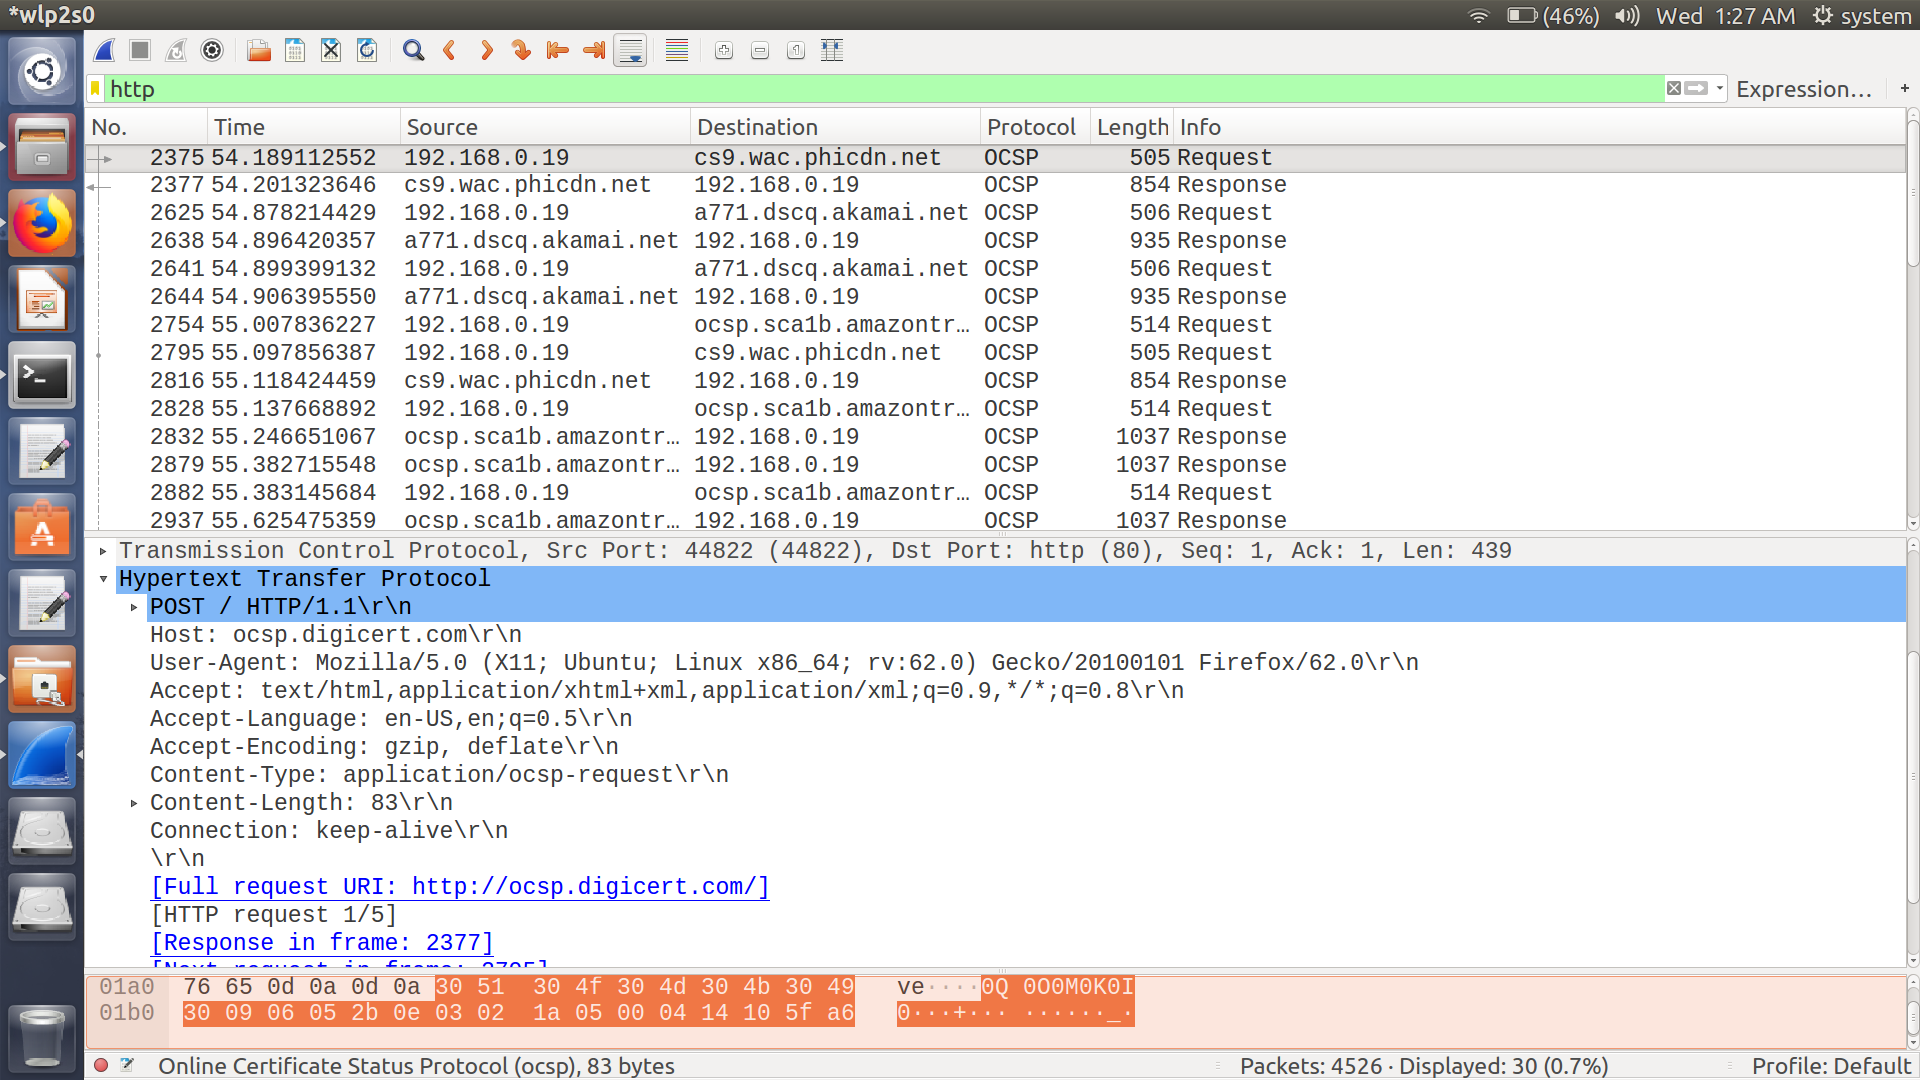 *wlp2s0 (46%) Wed 1:27 AM system
http Expression… +
No. Time Source Destination Protocol Length Info
2375 54.189112552 192.168.0.19 cs9.wac.phicdn.net OCSP 505 Request
2377 54.201323646 cs9.wac.phicdn.net 192.168.0.19 OCSP 854 Response
2625 54.878214429 192.168.0.19 a771.dscq.akamai.net OCSP 506 Request
2638 54.896420357 a771.dscq.akamai.net 192.168.0.19 OCSP 935 Response
2641 54.899399132 192.168.0.19 a771.dscq.akamai.net OCSP 506 Request
2644 54.906395550 a771.dscq.akamai.net 192.168.0.19 OCSP 935 Response
2754 55.007836227 192.168.0.19 ocsp.sca1b.amazontr… OCSP 514 Request
2795 55.097856387 192.168.0.19 cs9.wac.phicdn.net OCSP 505 Request
2816 55.118424459 cs9.wac.phicdn.net 192.168.0.19 OCSP 854 Response
2828 55.137668892 192.168.0.19 ocsp.sca1b.amazontr… OCSP 514 Request
2832 55.246651067 ocsp.sca1b.amazontr… 192.168.0.19 OCSP 1037 Response
2879 55.382715548 ocsp.sca1b.amazontr… 192.168.0.19 OCSP 1037 Response
2882 55.383145684 192.168.0.19 ocsp.sca1b.amazontr… OCSP 514 Request
2937 55.625475359 ocsp.sca1b.amazontr… 192.168.0.19 OCSP 1037 Response
Transmission Control Protocol, Src Port: 44822 (44822), Dst Port: http (80), Seq: 1, Ack: 1, Len: 439
Hypertext Transfer Protocol
POST / HTTP/1.1\r\n
Host: ocsp.digicert.com\r\n
User-Agent: Mozilla/5.0 (X11; Ubuntu; Linux x86_64; rv:62.0) Gecko/20100101 Firefox/62.0\r\n
Accept: text/html,application/xhtml+xml,application/xml;q=0.9,*/*;q=0.8\r\n
Accept-Language: en-US,en;q=0.5\r\n
Accept-Encoding: gzip, deflate\r\n
Content-Type: application/ocsp-request\r\n
Content-Length: 83\r\n
Connection: keep-alive\r\n
\r\n
[Full request URI: http://ocsp.digicert.com/]
[HTTP request 1/5]
[Response in frame: 2377]
[Next request in frame: 2795]
01a0 76 65 0d 0a 0d 0a 30 51 30 4f 30 4d 30 4b 30 49 ve····0Q 0O0M0K0I
01b0 30 09 06 05 2b 0e 03 02 1a 05 00 04 14 10 5f a6 0···+··· ······_·
Online Certificate Status Protocol (ocsp), 83 bytes Packets: 4526 · Displayed: 30 (0.7%) Profile: Default